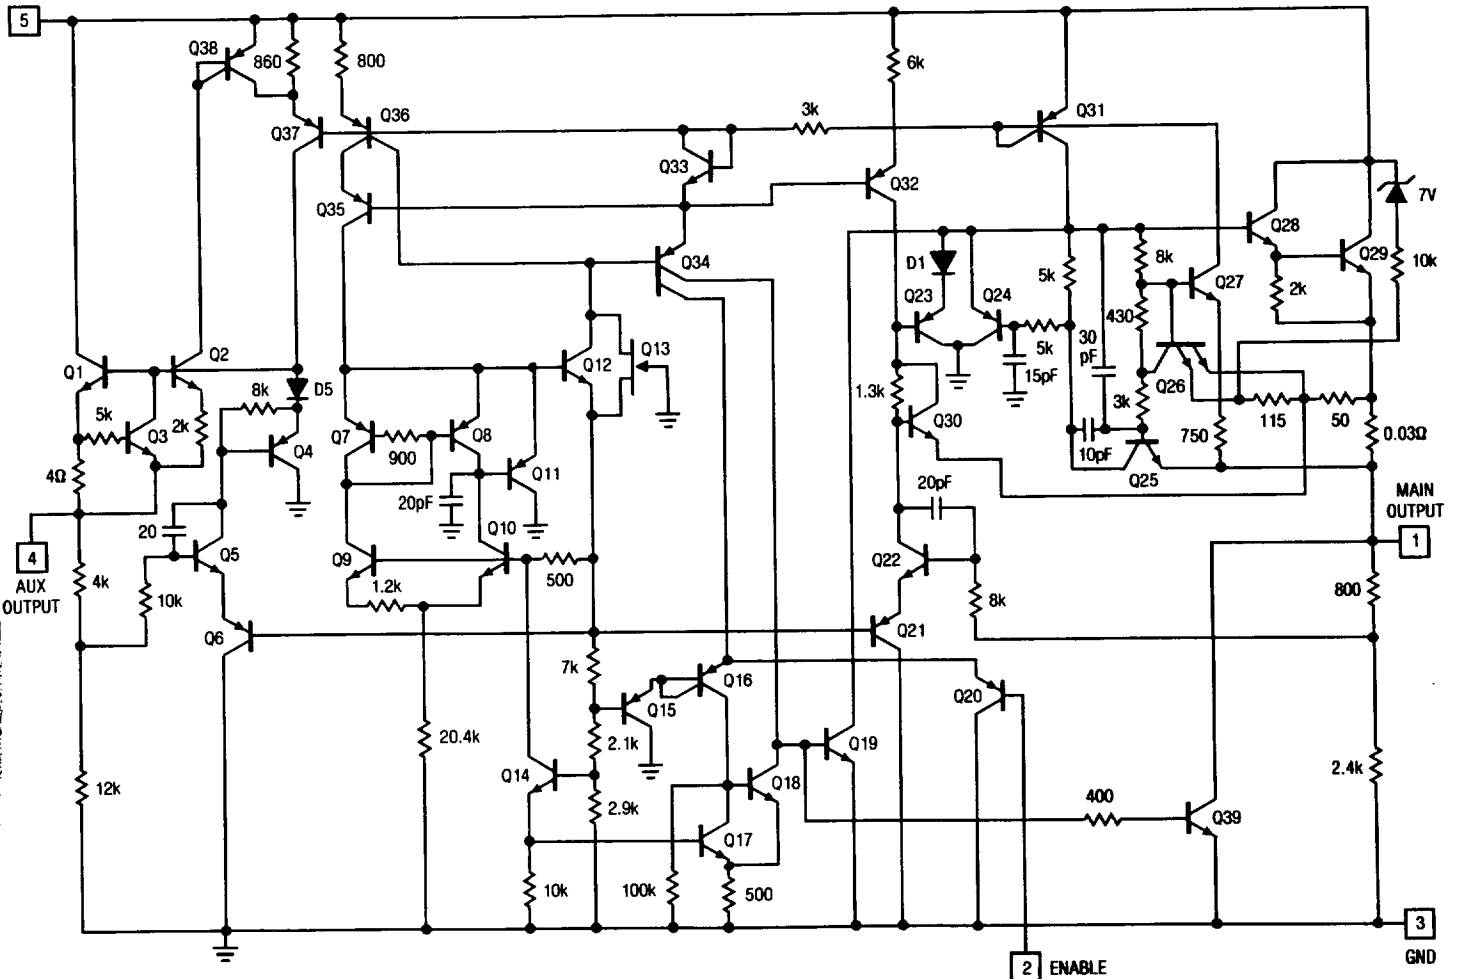 5
Q38
860
800
Q37
Q36
3k
6k
Q31
Q33
Q32
Q35
Q34
Q28
7V
Q29
10k
D1
Q23
Q24
5k
8k
Q27
2k
430
30
pF
5k
15pF
Q26
Q1
Q2
8k
D5
Q12
Q13
1.3k
3k
115
50
5k
Q3
2k
Q4
Q7
900
Q8
Q30
10pF
Q25
750
0.03Ω
4Ω
Q11
20pF
20pF
MAIN
OUTPUT
1
20
Q5
Q10
Q9
500
Q22
4
AUX
OUTPUT
4k
10k
1.2k
8k
800
Q6
Q21
7k
Q16
Q15
Q20
20.4k
2.1k
Q19
Q14
Q18
12k
2.9k
2.4k
400
Q39
Q17
10k
100k
500
3
GND
2 ENABLE